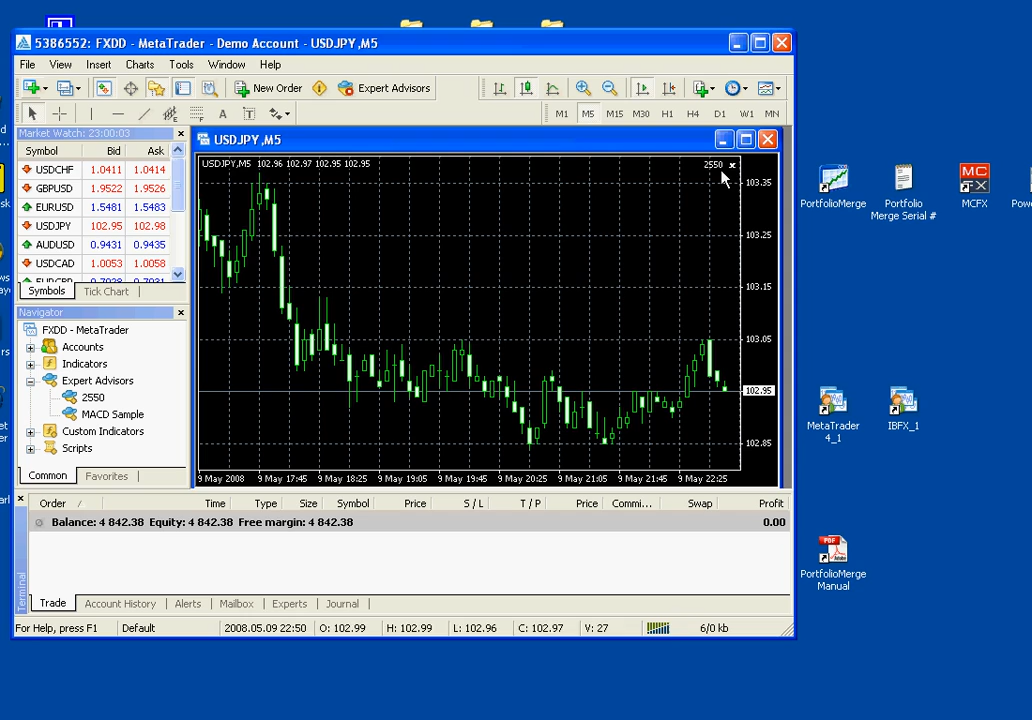 5386552: FXDD - MetaTrader - Demo Account - USDJPY,M5
File View Insert Charts Tools Window Help
New Order Expert Advisors
A T M1 M5 M15 M30 H1 H4 D1 W1 MN
Market Watch: 23:00:03
Symbol Bid Ask
USDCHF 1.0411 1.0414
GBPUSD 1.9522 1.9526
EURUSD 1.5481 1.5483
USDJPY 102.95 102.98
AUDUSD 0.9431 0.9435
USDCAD 1.0053 1.0058
Symbols Tick Chart
Navigator
FXDD - MetaTrader
Accounts
Indicators
Expert Advisors
2550
MACD Sample
Custom Indicators
Scripts
Common Favorites
USDJPY,M5
USDJPY,M5 102.96 102.97 102.95 102.95
2550
103.35
103.25
103.15
103.05
102.95
102.85
9 May 2008 9 May 17:45 9 May 18:25 9 May 19:05 9 May 19:45 9 May 20:25 9 May 21:05 9 May 21:45 9 May 22:25
Order Time Type Size Symbol Price S / L T / P Price Commi... Swap Profit
Balance: 4 842.38 Equity: 4 842.38 Free margin: 4 842.38 0.00
Terminal
Trade Account History Alerts Mailbox Experts Journal
For Help, press F1 Default 2008.05.09 22:50 O: 102.99 H: 102.99 L: 102.96 C: 102.97 V: 27 6/0 kb
PortfolioMerge
Portfolio
Merge Serial #
MC
TX
MCFX
MetaTrader
4_1
IBFX_1
PDF
PortfolioMerge
Manual